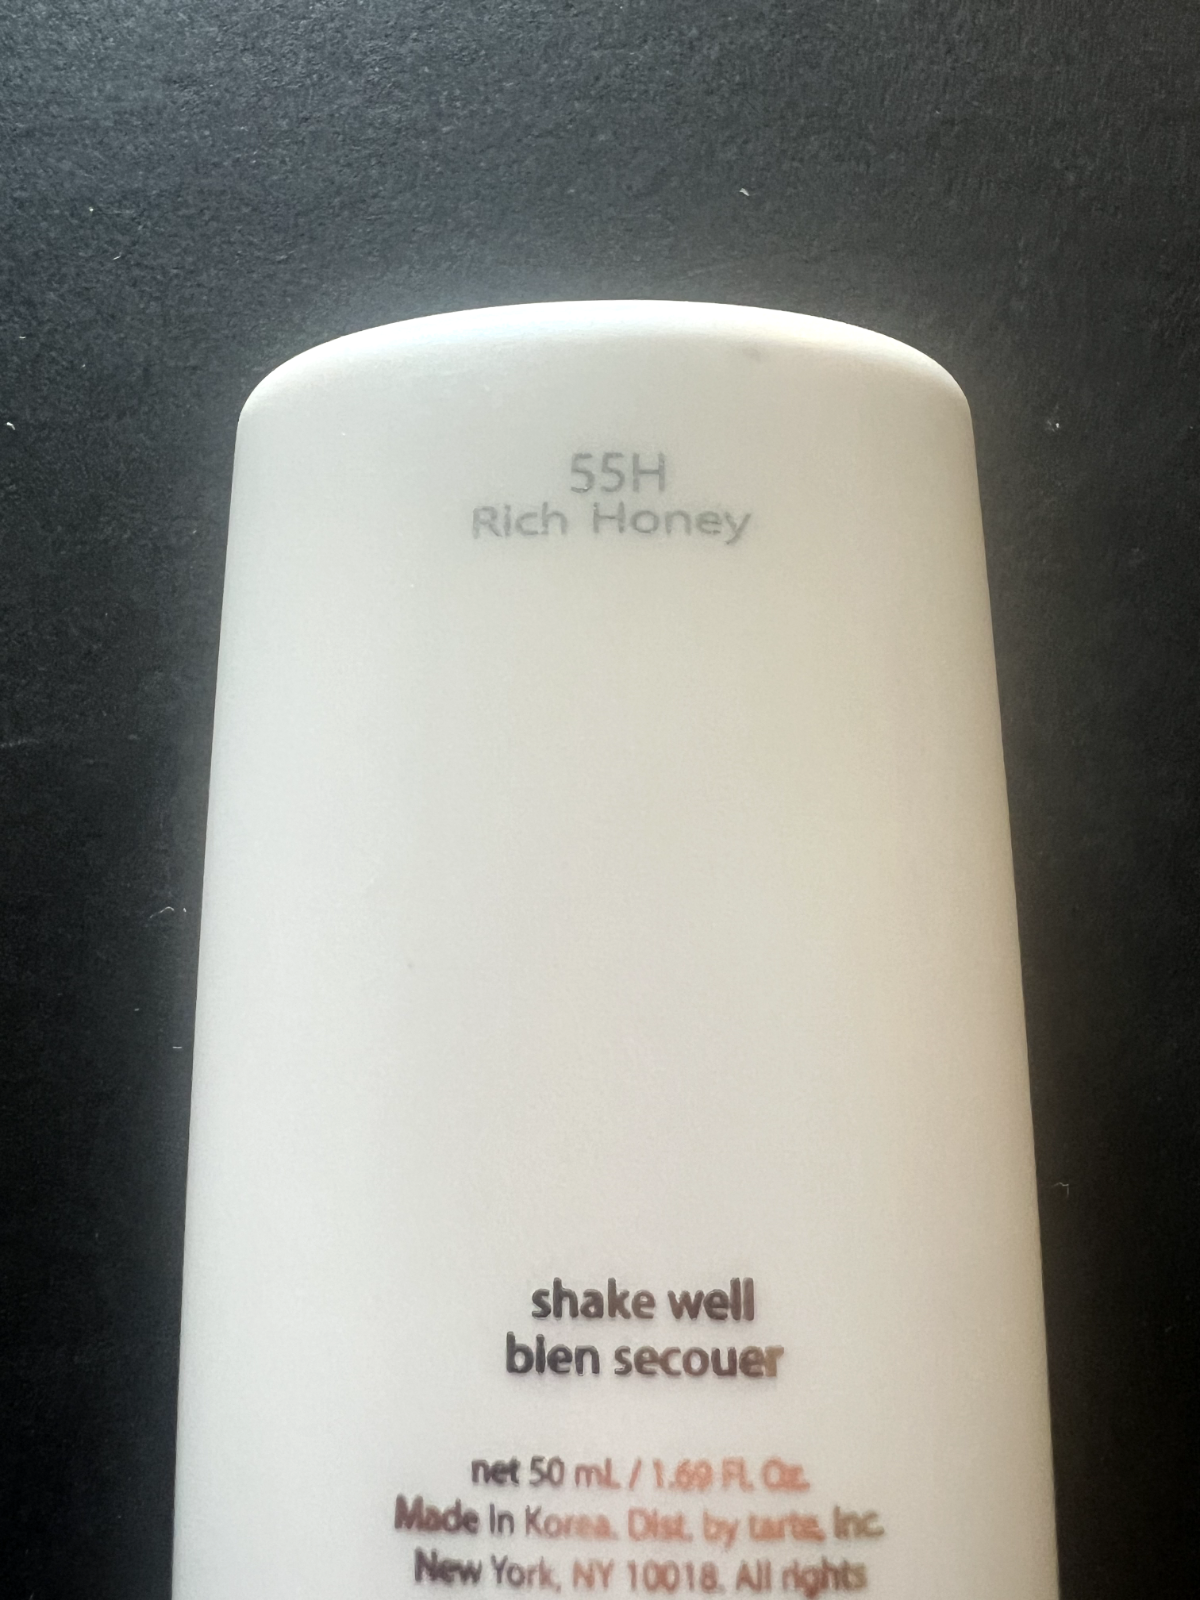 55H
Rich Honey
shake well
bien secouer
net 50 mL / 1.69 FL Oz.
Made In Korea. Dist. by tarte, Inc.
New York, NY 10018. All rights